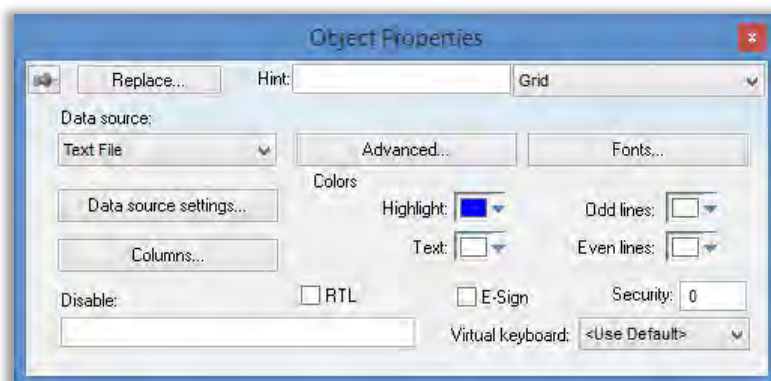 Object Properties
Replace... Hint: Grid
Data source:
Text File Advanced... Fonts...
Colors
Data source settings... Highlight: Odd lines:
Columns... Text: Even lines:
Disable: RTL E-Sign Security: 0
Virtual keyboard: <Use Default>